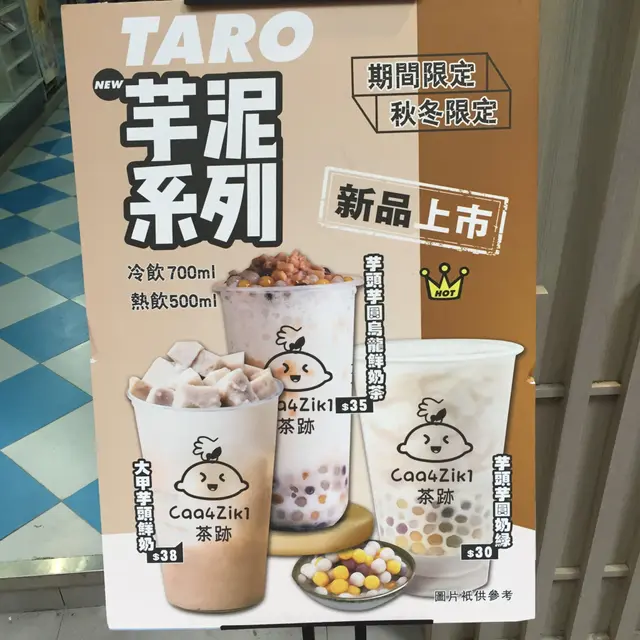 TARO
NEW
芋泥
系列
期間限定
秋冬限定
新品上市
冷飲700ml
熱飲500ml
HOT
芋頭芋圓烏龍鮮奶茶
$35
a4Zik1
茶跡
大甲芋頭鮮奶
$38
Caa4Zik1
茶跡
芋頭芋圓奶綠
$30
Caa4Zik1
茶跡
圖片祇供參考